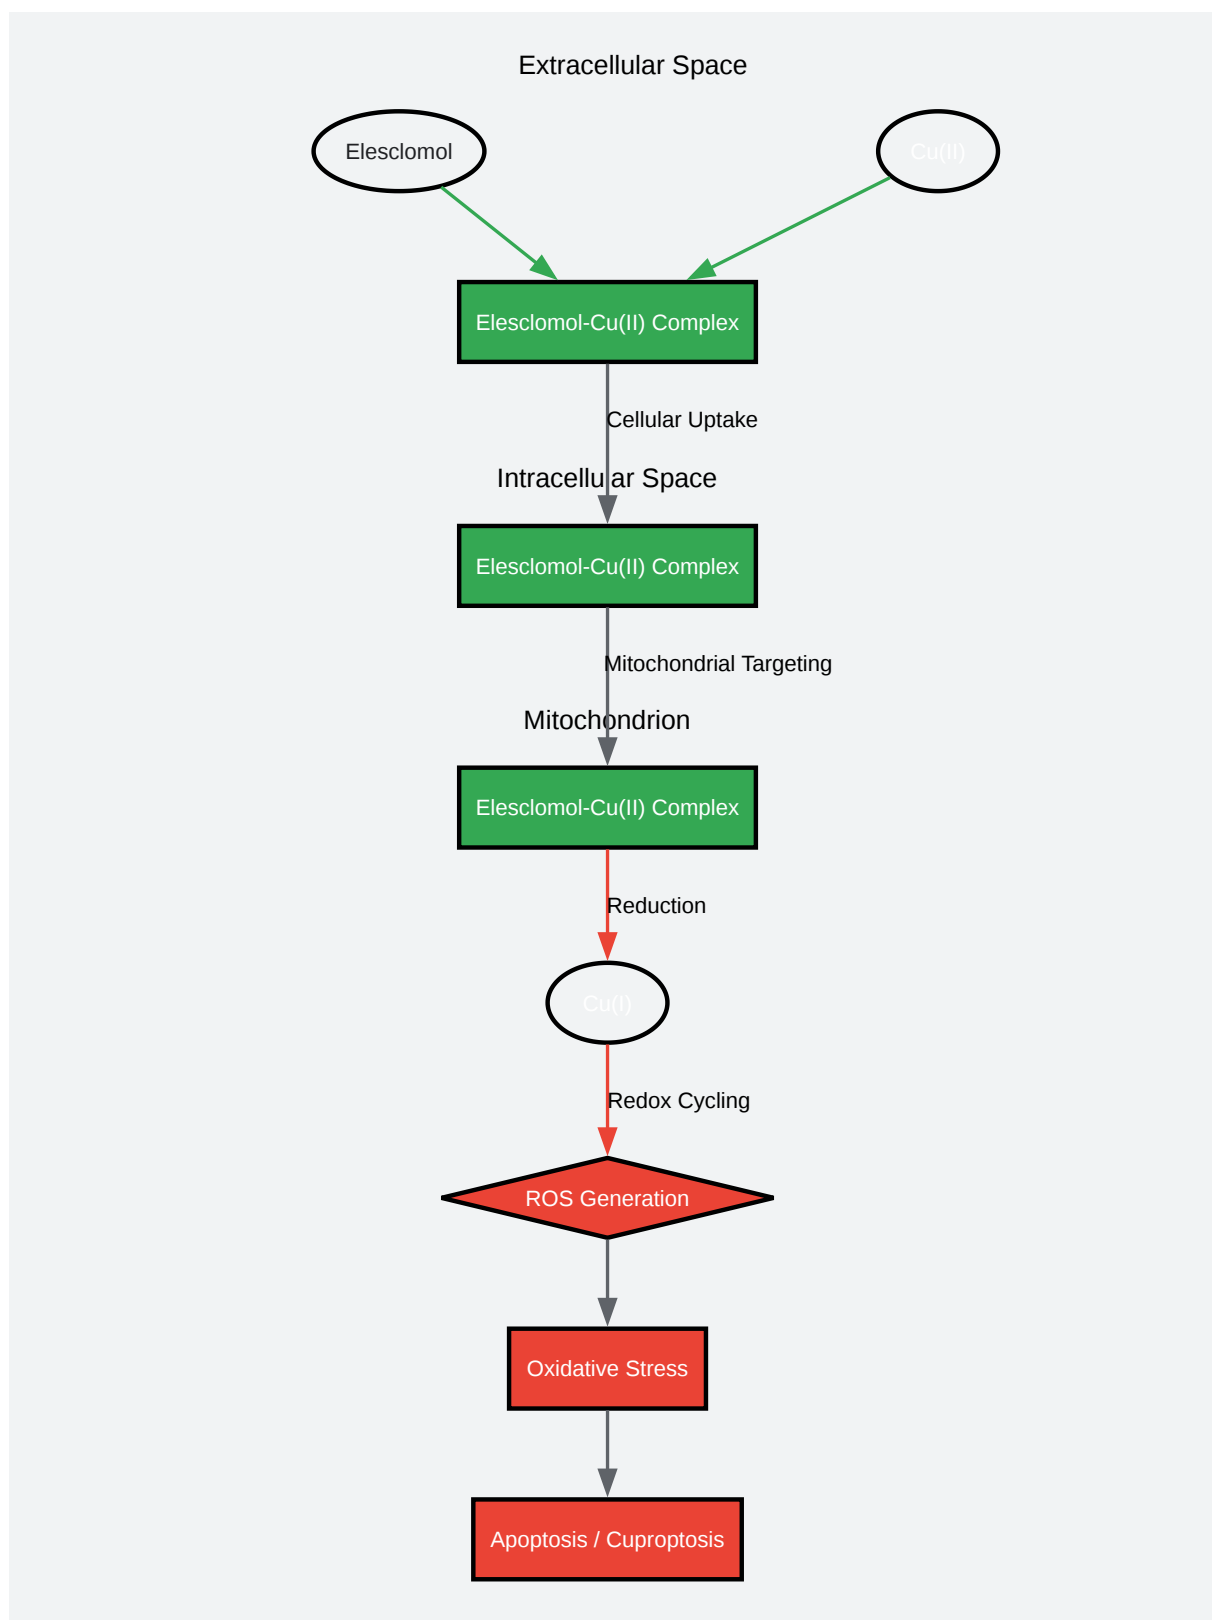 Extracellular Space
Elesclomol
Cu(II)
Elesclomol-Cu(II) Complex
Cellular Uptake
Intracellular Space
Elesclomol-Cu(II) Complex
Mitochondrial Targeting
Mitochondrion
Elesclomol-Cu(II) Complex
Reduction
Cu(I)
Redox Cycling
ROS Generation
Oxidative Stress
Apoptosis / Cuproptosis